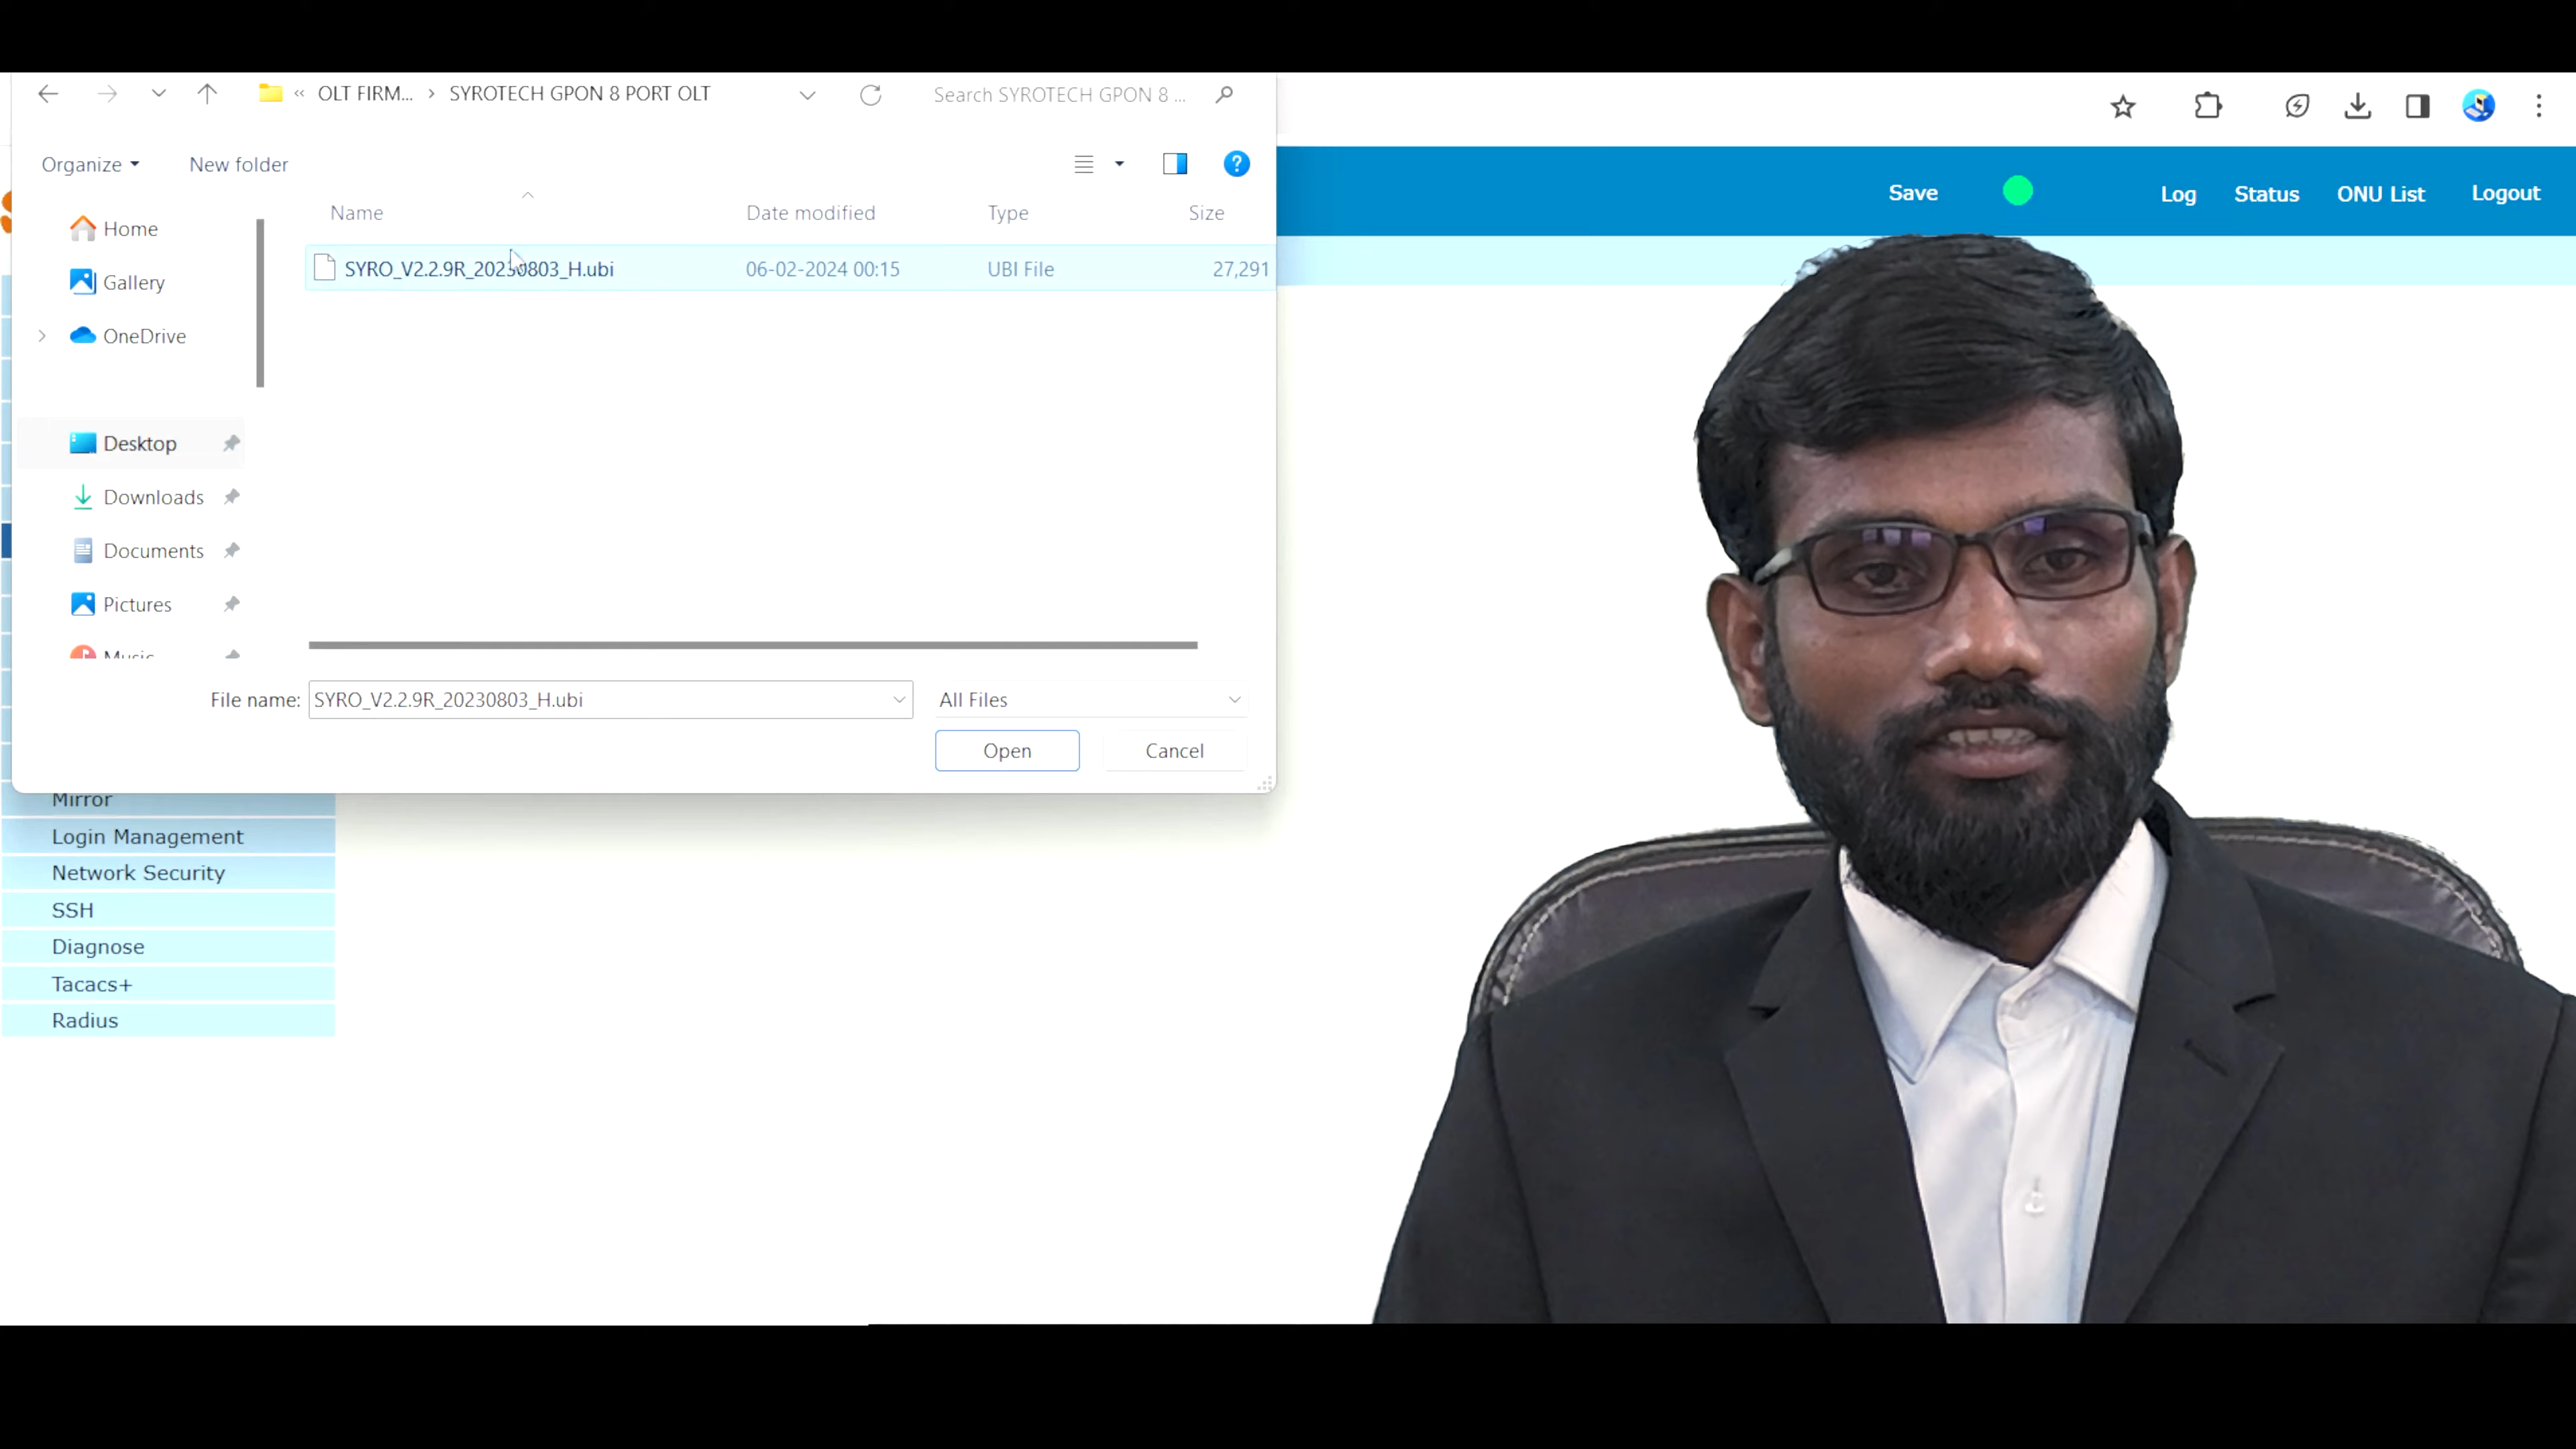 « OLT FIRM... > SYROTECH GPON 8 PORT OLT
Search SYROTECH GPON 8 ...
Organize
New folder
Name
Date modified
Type
Size
SYRO_V2.2.9R_20230803_H.ubi
06-02-2024 00:15
UBI File
27,291
Home
Gallery
OneDrive
Desktop
Downloads
Documents
Pictures
Music
File name:
SYRO_V2.2.9R_20230803_H.ubi
All Files
Open
Cancel
Save
Log
Status
ONU List
Logout
Mirror
Login Management
Network Security
SSH
Diagnose
Tacacs+
Radius